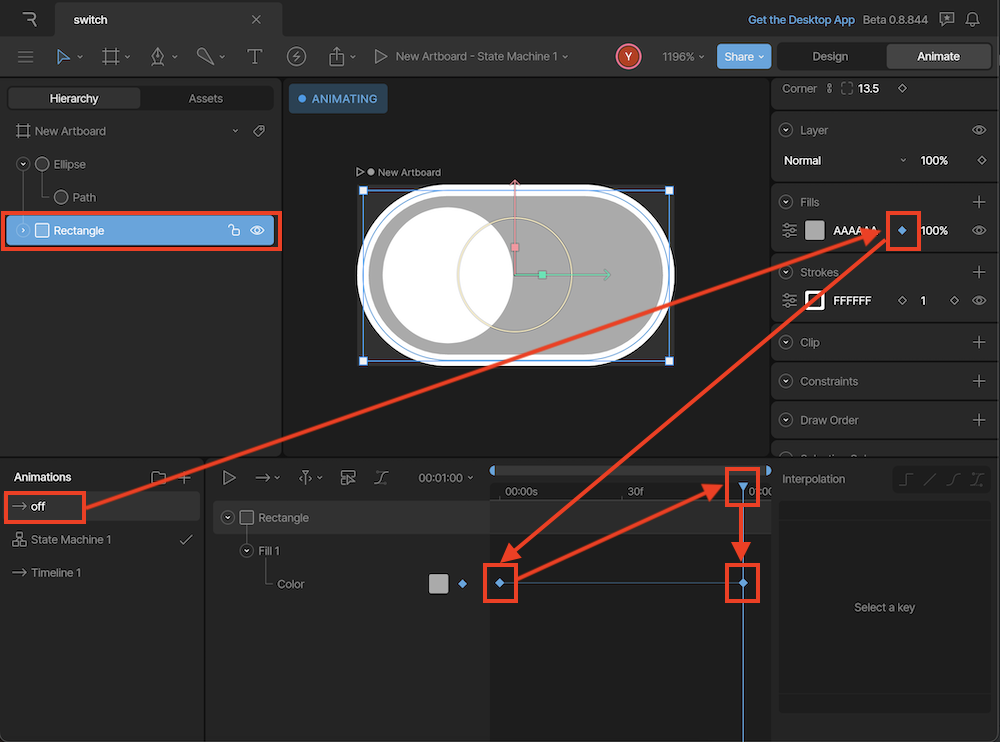 switch
Get the Desktop App Beta 0.8.844
New Artboard - State Machine 1
Y
1196%
Share
Design
Animate
Hierarchy
Assets
ANIMATING
Corner 13.5
New Artboard
Layer
Ellipse
Normal 100%
New Artboard
Path
Fills
Rectangle
AAAAAA 100%
Strokes
FFFFFF 1
Clip
Constraints
Draw Order
Animations
00:01:00
Interpolation
00:00s 30f
off
Rectangle
State Machine 1
Fill 1
Timeline 1
Color
Select a key